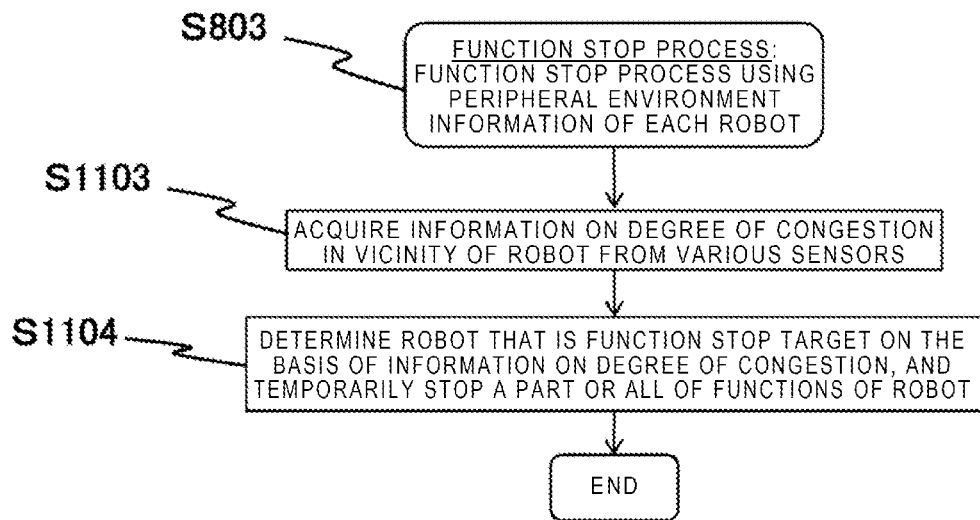 S803
FUNCTION STOP PROCESS:
FUNCTION STOP PROCESS USING
PERIPHERAL ENVIRONMENT
INFORMATION OF EACH ROBOT
S1103
ACQUIRE INFORMATION ON DEGREE OF CONGESTION
IN VICINITY OF ROBOT FROM VARIOUS SENSORS
S1104
DETERMINE ROBOT THAT IS FUNCTION STOP TARGET ON THE
BASIS OF INFORMATION ON DEGREE OF CONGESTION, AND
TEMPORARILY STOP A PART OR ALL OF FUNCTIONS OF ROBOT
END